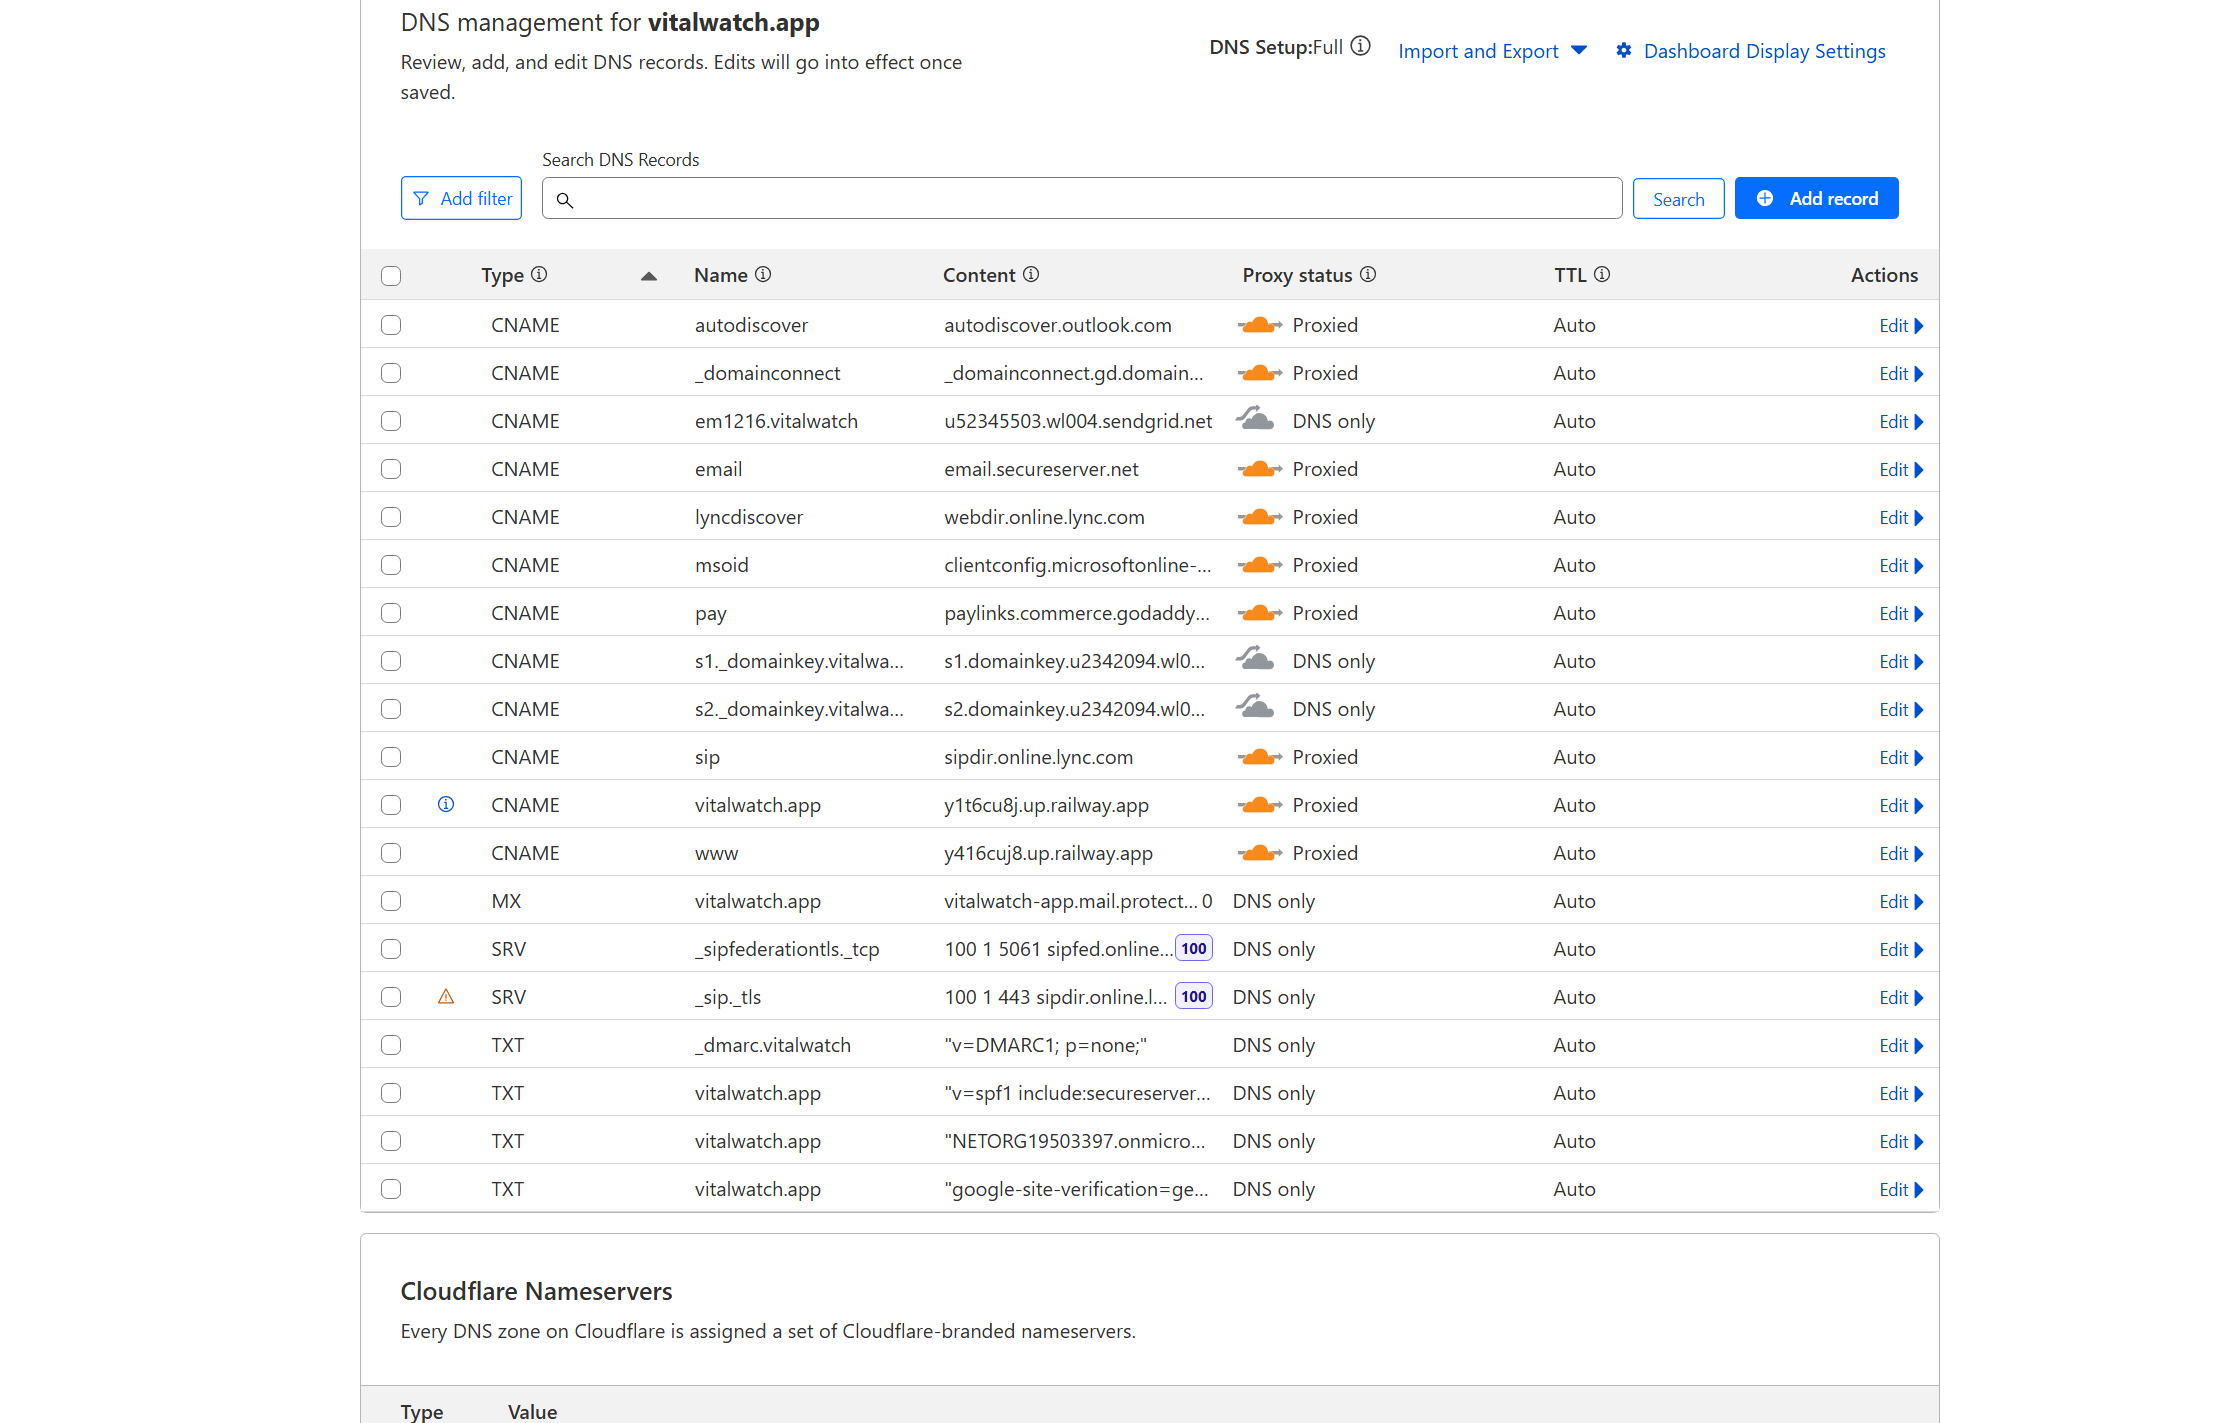 DNS management for vitalwatch.app
Review, add, and edit DNS records. Edits will go into effect once
saved.
DNS Setup:Full
Import and Export
Dashboard Display Settings
Search DNS Records
Add filter
Search
Add record
Type Name Content Proxy status TTL Actions
CNAME autodiscover autodiscover.outlook.com Proxied Auto Edit
CNAME _domainconnect _domainconnect.gd.domain... Proxied Auto Edit
CNAME em1216.vitalwatch u52345503.wl004.sendgrid.net DNS only Auto Edit
CNAME email email.secureserver.net Proxied Auto Edit
CNAME lyncdiscover webdir.online.lync.com Proxied Auto Edit
CNAME msoid clientconfig.microsoftonline-... Proxied Auto Edit
CNAME pay paylinks.commerce.godaddy... Proxied Auto Edit
CNAME s1._domainkey.vitalwa... s1.domainkey.u2342094.wl0... DNS only Auto Edit
CNAME s2._domainkey.vitalwa... s2.domainkey.u2342094.wl0... DNS only Auto Edit
CNAME sip sipdir.online.lync.com Proxied Auto Edit
CNAME vitalwatch.app y1t6cu8j.up.railway.app Proxied Auto Edit
CNAME www y416cuj8.up.railway.app Proxied Auto Edit
MX vitalwatch.app vitalwatch-app.mail.protect... 0 DNS only Auto Edit
SRV _sipfederationtls._tcp 100 1 5061 sipfed.online... 100 DNS only Auto Edit
SRV _sip._tls 100 1 443 sipdir.online.l... 100 DNS only Auto Edit
TXT _dmarc.vitalwatch "v=DMARC1; p=none;" DNS only Auto Edit
TXT vitalwatch.app "v=spf1 include:secureserver... DNS only Auto Edit
TXT vitalwatch.app "NETORG19503397.onmicro... DNS only Auto Edit
TXT vitalwatch.app "google-site-verification=ge... DNS only Auto Edit
Cloudflare Nameservers
Every DNS zone on Cloudflare is assigned a set of Cloudflare-branded nameservers.
Type Value